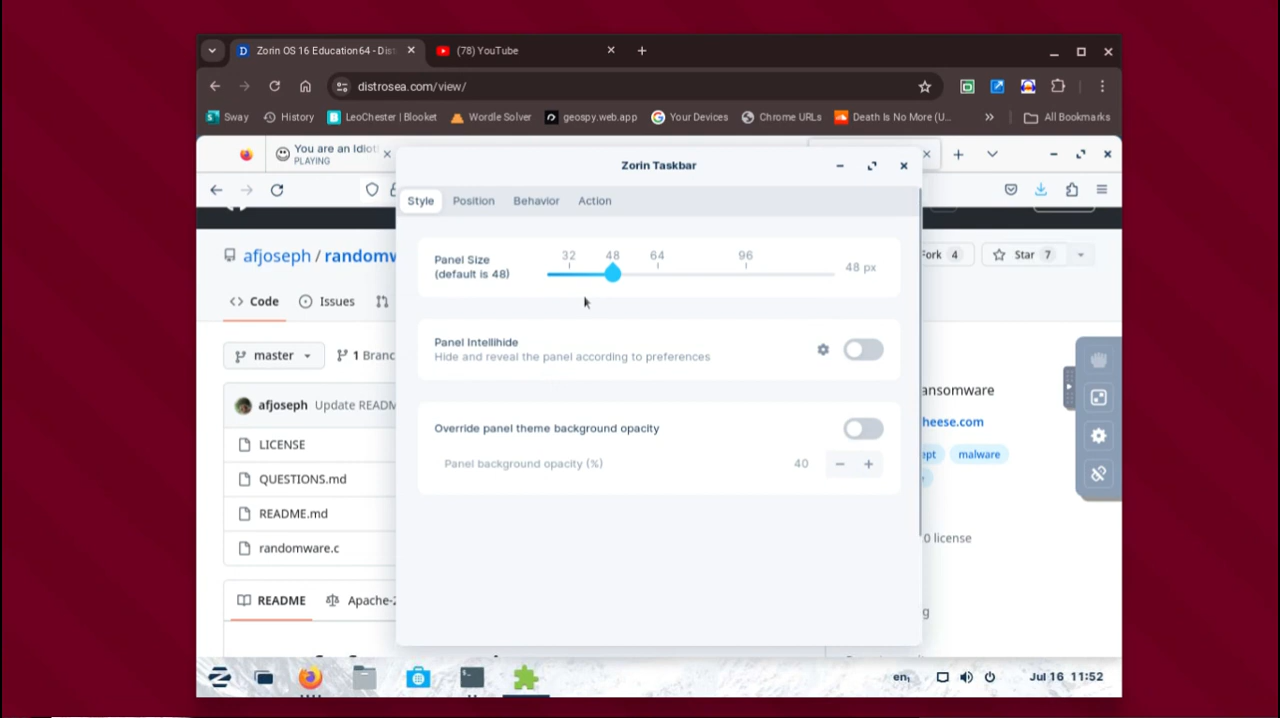 Zorin OS 16 Education64 - Dis
(78) YouTube
distrosea.com/view/
Sway
History
LeoChester | Blooket
Wordle Solver
geospy.web.app
Your Devices
Chrome URLs
Death Is No More (U...
All Bookmarks
You are an Idiot
PLAYING
Zorin Taskbar
Style
Position
Behavior
Action
Panel Size
(default is 48)
32
48
64
96
48 px
Panel Intellihide
Hide and reveal the panel according to preferences
Override panel theme background opacity
Panel background opacity (%)
40
afjoseph / randomw
Fork 4
Star 7
Code
Issues
master
1 Branc
afjoseph
Update READM
LICENSE
QUESTIONS.md
README.md
randomware.c
README
Apache-2
ansomware
heese.com
ept
malware
0 license
g
en₁
Jul 16 11:52